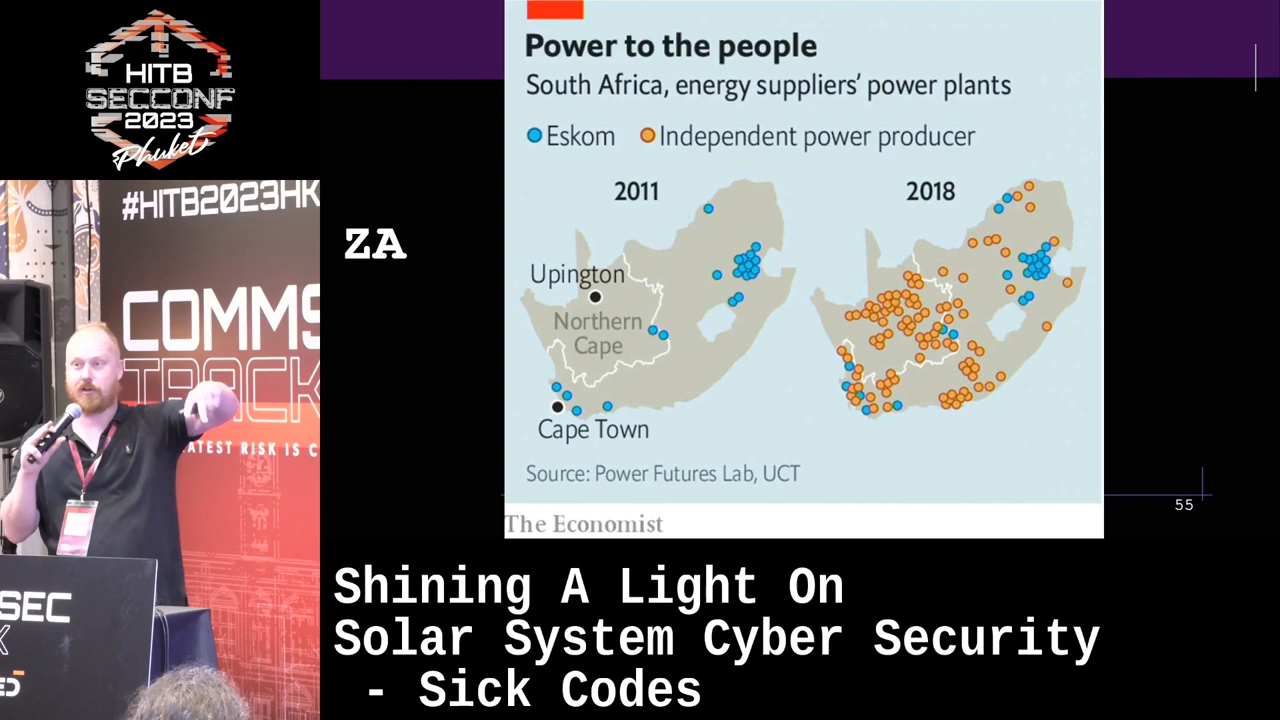 HITB
SECCONF
2023
Phuket
#HITB2023HK
COMMS
TRACK
ATEST RISK IS C
SEC
ED
ZA
Power to the people
South Africa, energy suppliers' power plants
Eskom Independent power producer
2011 2018
Upington
Northern
Cape
Cape Town
Source: Power Futures Lab, UCT
The Economist
55
Shining A Light On
Solar System Cyber Security
- Sick Codes